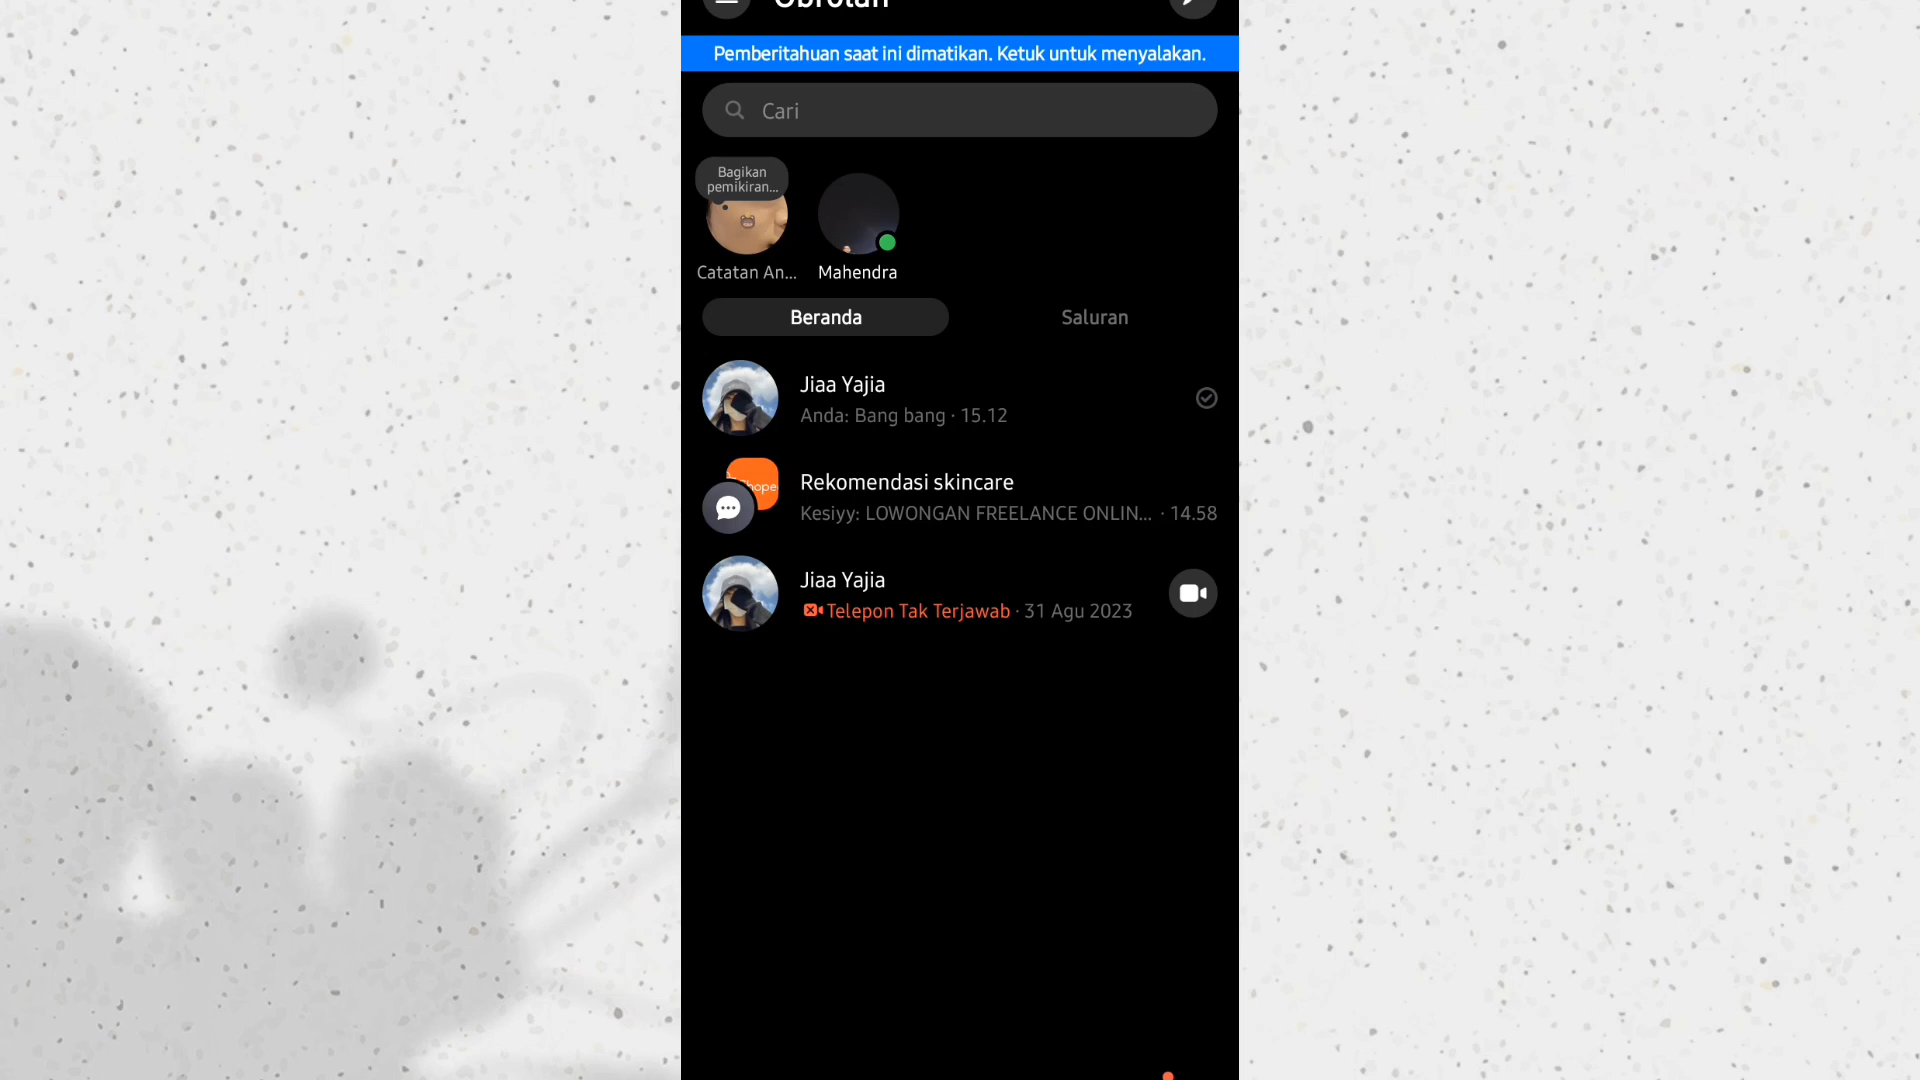 Obrolan
Pemberitahuan saat ini dimatikan. Ketuk untuk menyalakan.
Cari
Bagikan
pemikiran...
Catatan An...
Mahendra
Beranda
Saluran
Jiaa Yajia
Anda: Bang bang · 15.12
Rekomendasi skincare
Kesiyy: LOWONGAN FREELANCE ONLIN... · 14.58
Jiaa Yajia
Telepon Tak Terjawab · 31 Agu 2023